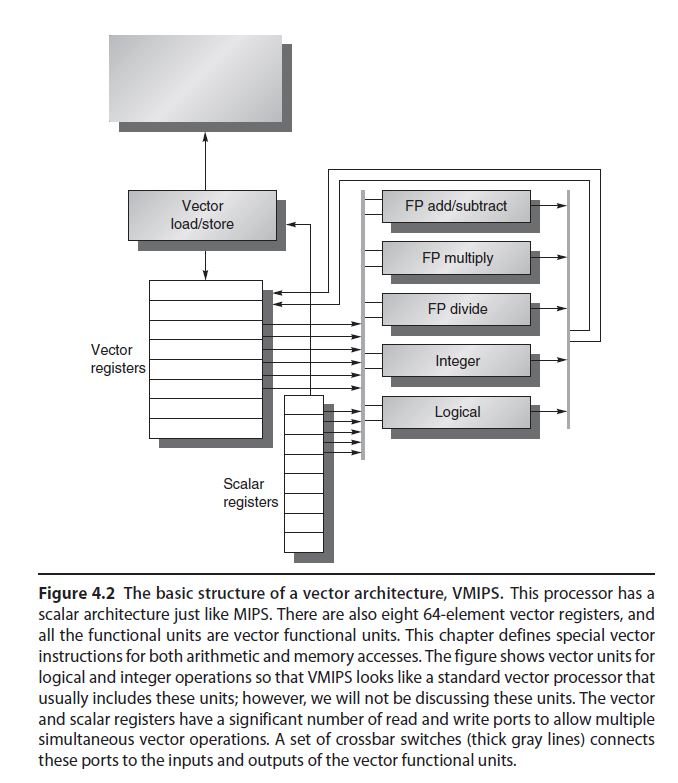 Vector
load/store
FP add/subtract
FP multiply
FP divide
Integer
Logical
Vector
registers
Scalar
registers
Figure 4.2 The basic structure of a vector architecture, VMIPS. This processor has a
scalar architecture just like MIPS. There are also eight 64-element vector registers, and
all the functional units are vector functional units. This chapter defines special vector
instructions for both arithmetic and memory accesses. The figure shows vector units for
logical and integer operations so that VMIPS looks like a standard vector processor that
usually includes these units; however, we will not be discussing these units. The vector
and scalar registers have a significant number of read and write ports to allow multiple
simultaneous vector operations. A set of crossbar switches (thick gray lines) connects
these ports to the inputs and outputs of the vector functional units.